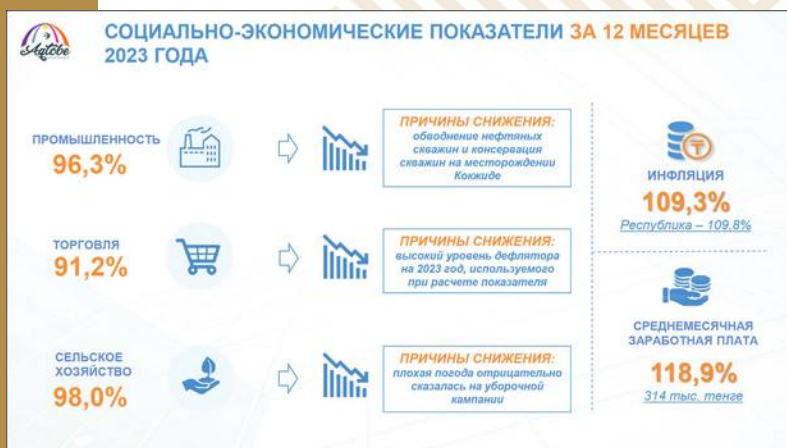 Aqtobe
СОЦИАЛЬНО-ЭКОНОМИЧЕСКИЕ ПОКАЗАТЕЛИ ЗА 12 МЕСЯЦЕВ
2023 ГОДА
ПРОМЫШЛЕННОСТЬ
96,3%
ПРИЧИНЫ СНИЖЕНИЯ:
обводнение нефтяных
скважин и консервация
скважин на месторождении
Кокжиде
ТОРГОВЛЯ
91,2%
ПРИЧИНЫ СНИЖЕНИЯ:
высокий уровень дефлятора
на 2023 год, используемого
при расчете показателя
СЕЛЬСКОЕ
ХОЗЯЙСТВО
98,0%
ПРИЧИНЫ СНИЖЕНИЯ:
плохая погода отрицательно
сказалась на уборочной
кампании
ИНФЛЯЦИЯ
109,3%
Республика – 109,8%
СРЕДНЕМЕСЯЧНАЯ
ЗАРАБОТНАЯ ПЛАТА
118,9%
314 тыс. тенге